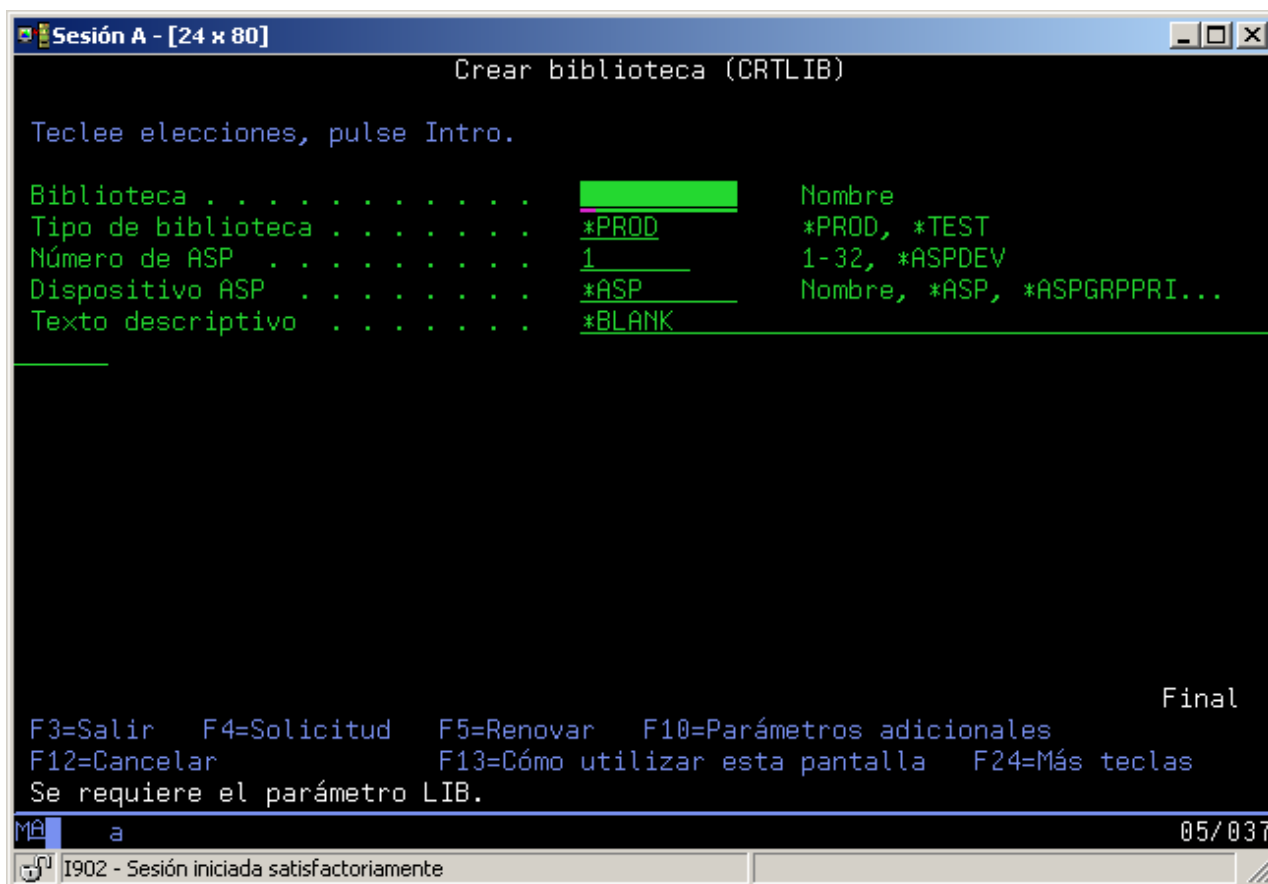 Sesión A - [24 x 80]
Crear biblioteca (CRTLIB)
Teclee elecciones, pulse Intro.
Biblioteca . . . . . . . . . . . Nombre
Tipo de biblioteca . . . . . . . *PROD *PROD, *TEST
Número de ASP . . . . . . . . . 1 1-32, *ASPDEV
Dispositivo ASP . . . . . . . . *ASP Nombre, *ASP, *ASPGRPPRI...
Texto descriptivo . . . . . . . *BLANK
Final
F3=Salir F4=Solicitud F5=Renovar F10=Parámetros adicionales
F12=Cancelar F13=Cómo utilizar esta pantalla F24=Más teclas
Se requiere el parámetro LIB.
MA a 05/037
I902 - Sesión iniciada satisfactoriamente